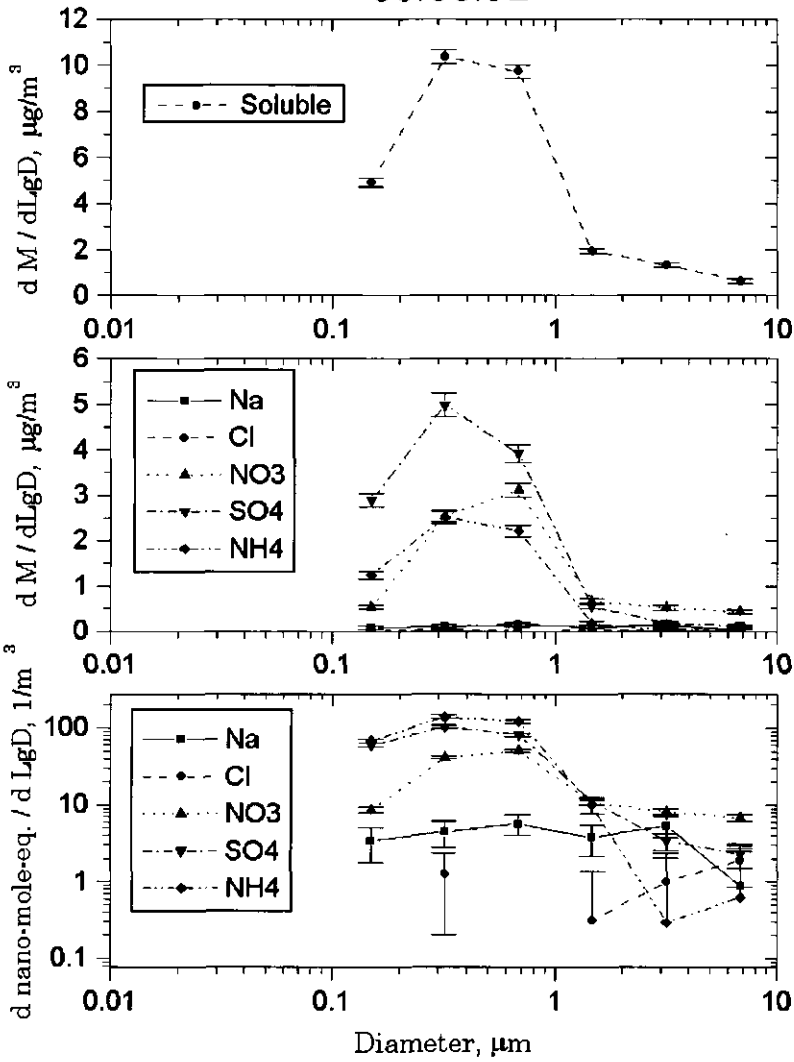 12
10
8
6
4
2
0
d M / dLgD, µg/m³
Soluble
0.01 0.1 1 10
6
5
4
3
2
1
0
d M / dLgD, µg/m³
Na
Cl
NO3
SO4
NH4
0.01 0.1 1 10
100
10
1
0.1
d nano-mole-eq. / d LgD, 1/m³
Na
Cl
NO3
SO4
NH4
0.01 0.1 1 10
Diameter, µm